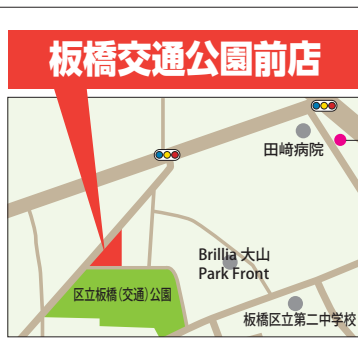 板橋交通公園前店
田﨑病院
Brillia 大山
Park Front
区立板橋(交通)公園
板橋区立第二中学校